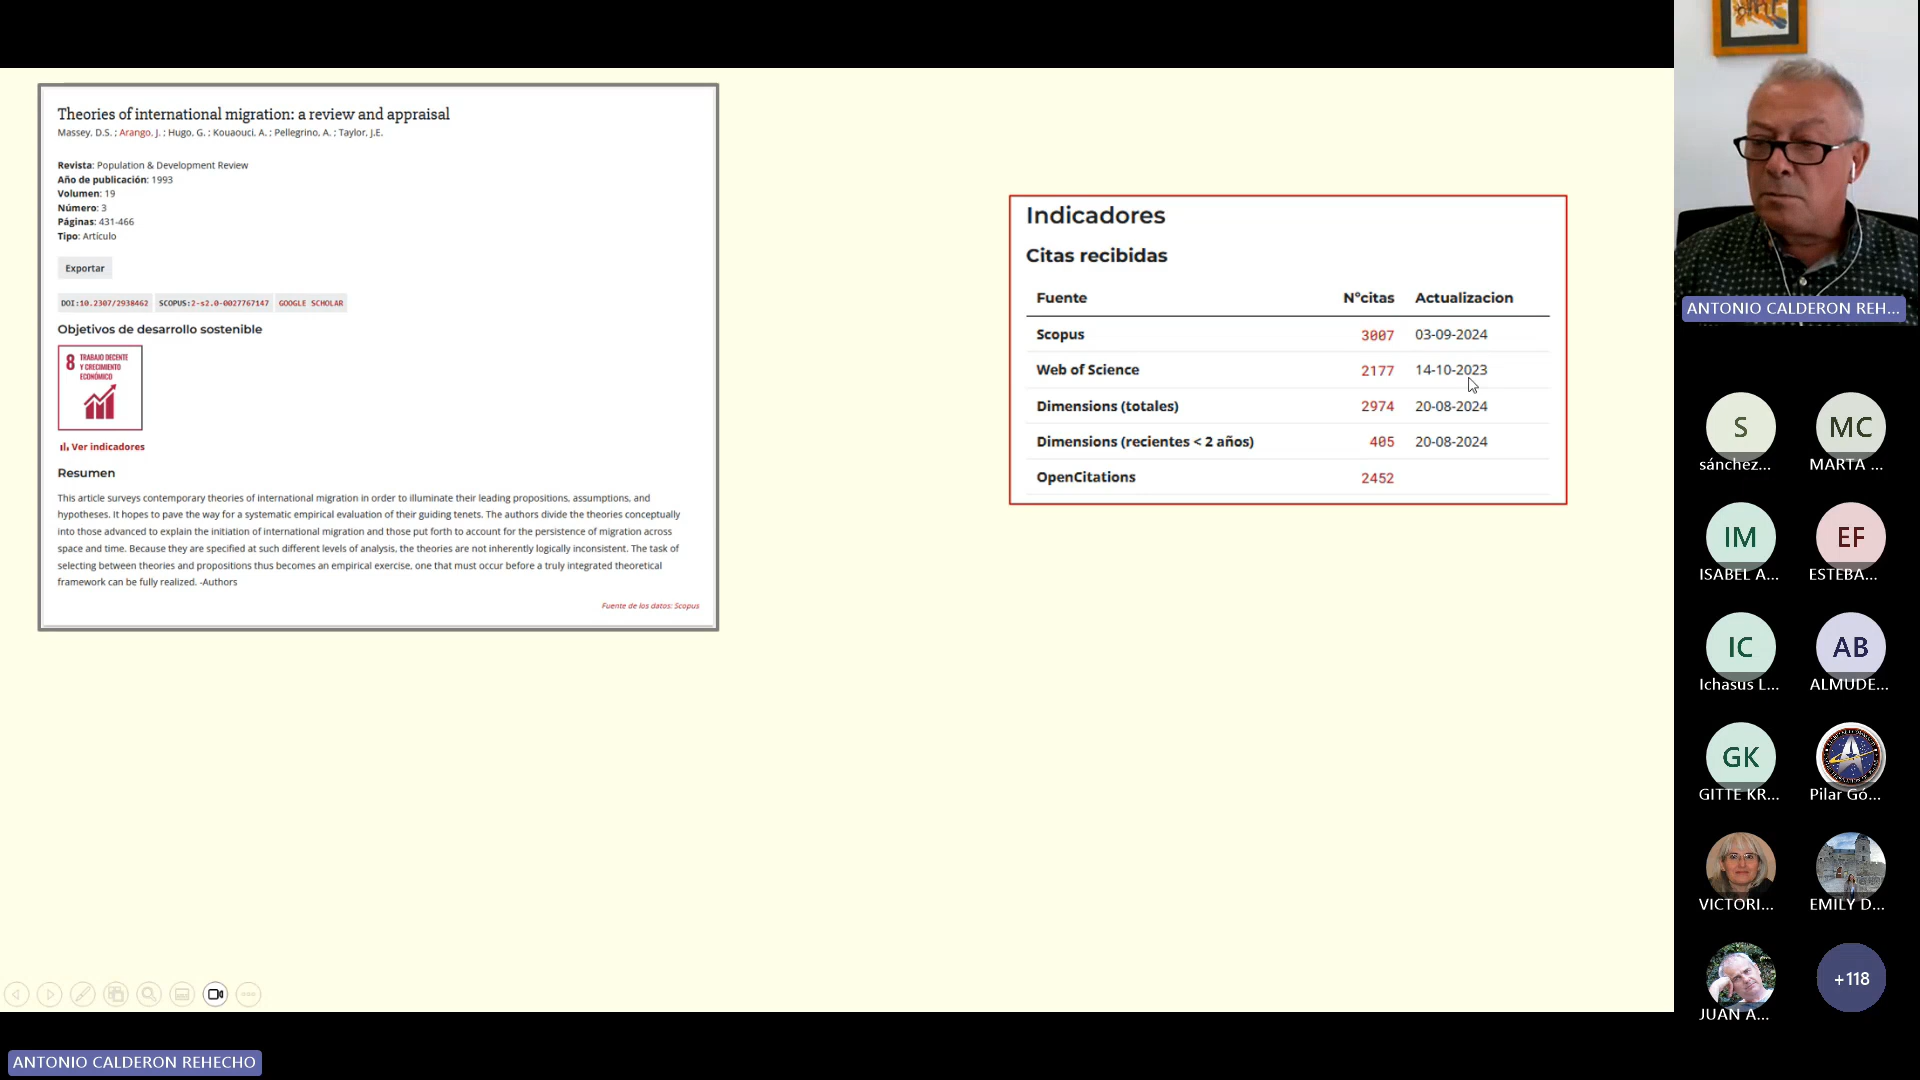 Theories of international migration: a review and appraisal
Massey, D.S. ; Arango, J. ; Hugo, G. ; Kouaouci, A. ; Pellegrino, A. ; Taylor, J.E.
Revista: Population & Development Review
Año de publicación: 1993
Volumen: 19
Número: 3
Páginas: 431-466
Tipo: Artículo
Exportar
DOI:10.2307/2938462 SCOPUS:2-s2.0-0027767147 GOOGLE SCHOLAR
Objetivos de desarrollo sostenible
8 TRABAJO DECENTE
Y CRECIMIENTO
ECONÓMICO
Ver indicadores
Resumen
This article surveys contemporary theories of international migration in order to illuminate their leading propositions, assumptions, and
hypotheses. It hopes to pave the way for a systematic empirical evaluation of their guiding tenets. The authors divide the theories conceptually
into those advanced to explain the initiation of international migration and those put forth to account for the persistence of migration across
space and time. Because they are specified at such different levels of analysis, the theories are not inherently logically inconsistent. The task of
selecting between theories and propositions thus becomes an empirical exercise, one that must occur before a truly integrated theoretical
framework can be fully realized. -Authors
Fuente de los datos: Scopus
Indicadores
Citas recibidas
Fuente N°citas Actualizacion
Scopus 3007 03-09-2024
Web of Science 2177 14-10-2023
Dimensions (totales) 2974 20-08-2024
Dimensions (recientes < 2 años) 405 20-08-2024
OpenCitations 2452
ANTONIO CALDERON REH...
S MC
sánchez... MARTA ...
IM EF
ISABEL A... ESTEBA...
IC AB
Ichasus L... ALMUDE...
GK
GITTE KR... Pilar Gó...
VICTORI... EMILY D...
+118
JUAN A...
ANTONIO CALDERON REHECHO